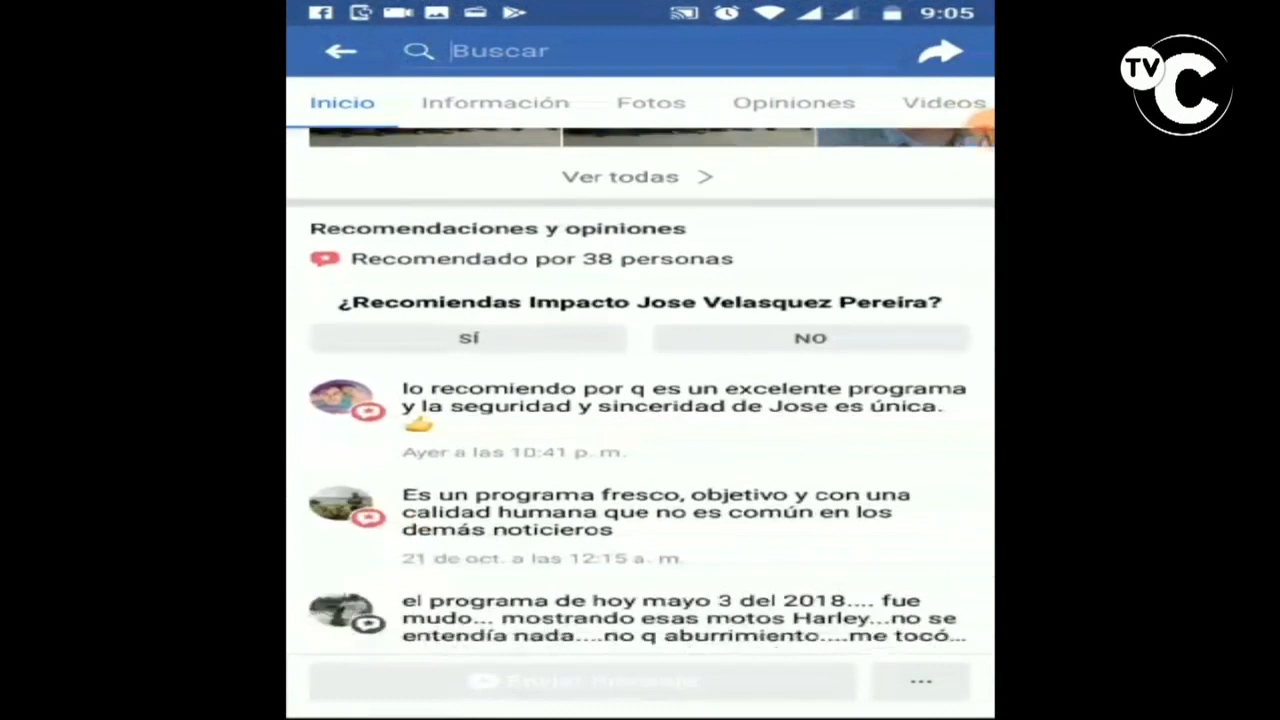 9:05
TV C
Buscar
Inicio Información Fotos Opiniones Videos
Ver todas >
Recomendaciones y opiniones
Recomendado por 38 personas
¿Recomiendas Impacto Jose Velasquez Pereira?
SÍ NO
lo recomiendo por q es un excelente programa
y la seguridad y sinceridad de Jose es única.
👍
Ayer a las 10:41 p. m.
Es un programa fresco, objetivo y con una
calidad humana que no es común en los
demás noticieros
21 de oct. a las 12:15 a. m.
el programa de hoy mayo 3 del 2018.... fue
mudo... mostrando esas motos Harley...no se
entendía nada....no q aburrimiento....me tocó...
...